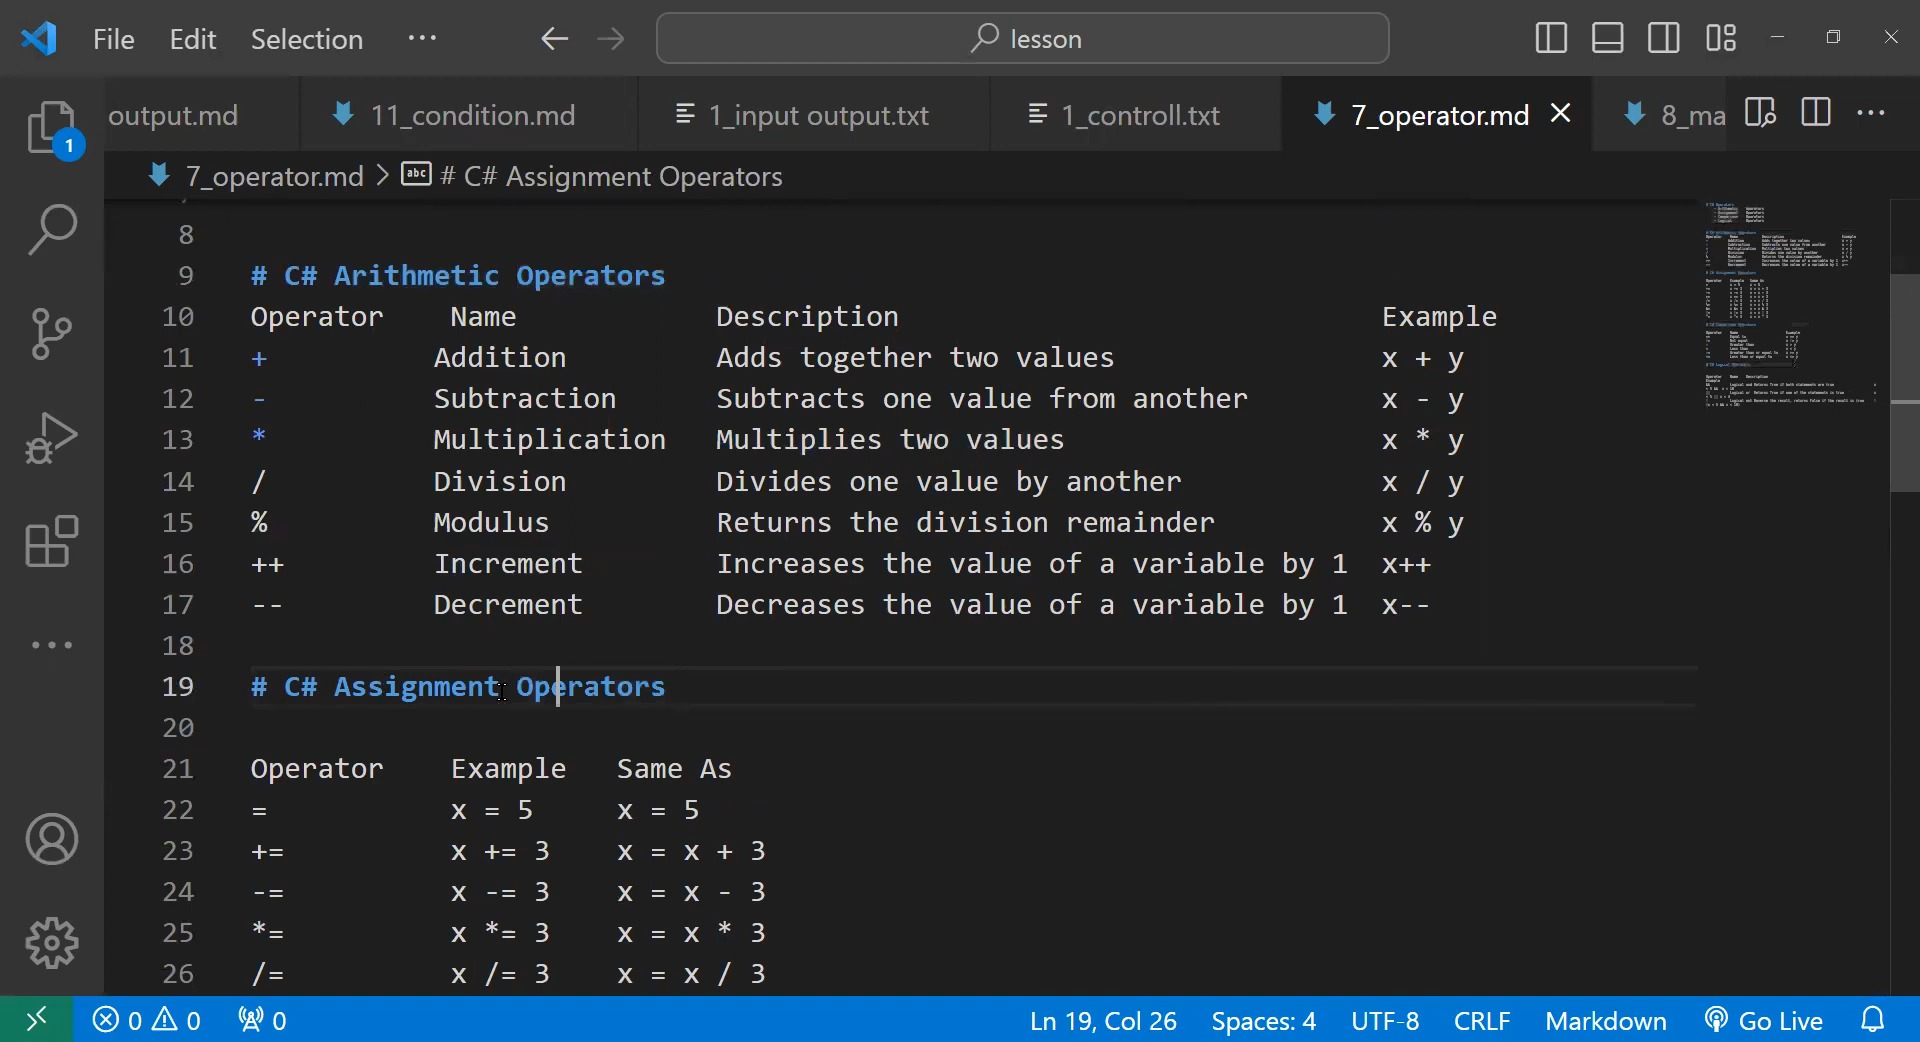 File Edit Selection ··· lesson
output.md 11_condition.md 1_input output.txt 1_controll.txt 7_operator.md 8_ma
7_operator.md > # C# Assignment Operators
8
9 # C# Arithmetic Operators
10 Operator Name Description Example
11 + Addition Adds together two values x + y
12 - Subtraction Subtracts one value from another x - y
13 * Multiplication Multiplies two values x * y
14 / Division Divides one value by another x / y
15 % Modulus Returns the division remainder x % y
16 ++ Increment Increases the value of a variable by 1 x++
17 -- Decrement Decreases the value of a variable by 1 x--
18
19 # C# Assignment Operators
20
21 Operator Example Same As
22 = x = 5 x = 5
23 += x += 3 x = x + 3
24 -= x -= 3 x = x - 3
25 *= x *= 3 x = x * 3
26 /= x /= 3 x = x / 3
0 0 0 Ln 19, Col 26 Spaces: 4 UTF-8 CRLF Markdown Go Live
1